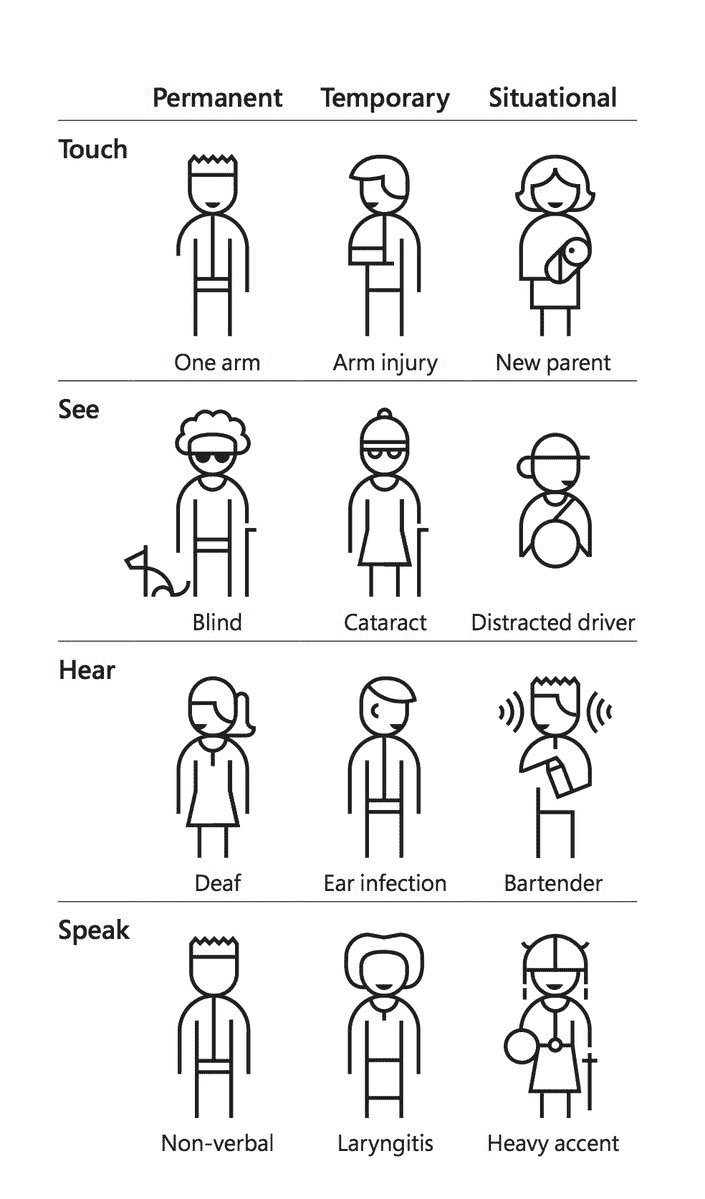 Permanent Temporary Situational
Touch
One arm Arm injury New parent
See
Blind Cataract Distracted driver
Hear
Deaf Ear infection Bartender
Speak
Non-verbal Laryngitis Heavy accent